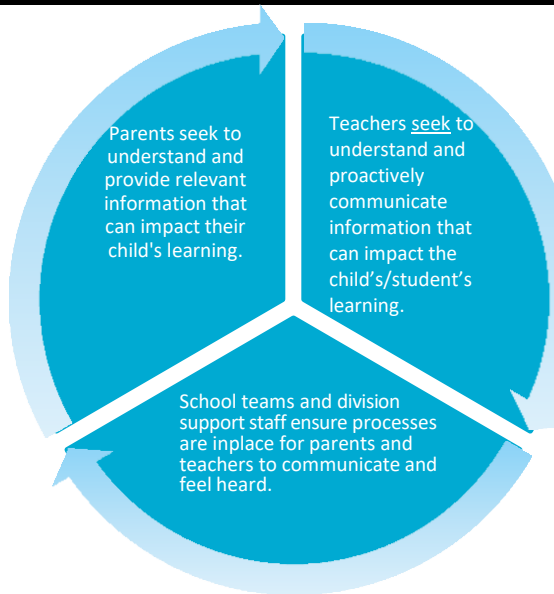 Parents seek to
understand and
provide relevant
information that
can impact their
child's learning.
Teachers seek to
understand and
proactively
communicate
information that
can impact the
child’s/student’s
learning.
School teams and division
support staff ensure processes
are inplace for parents and
teachers to communicate and
feel heard.